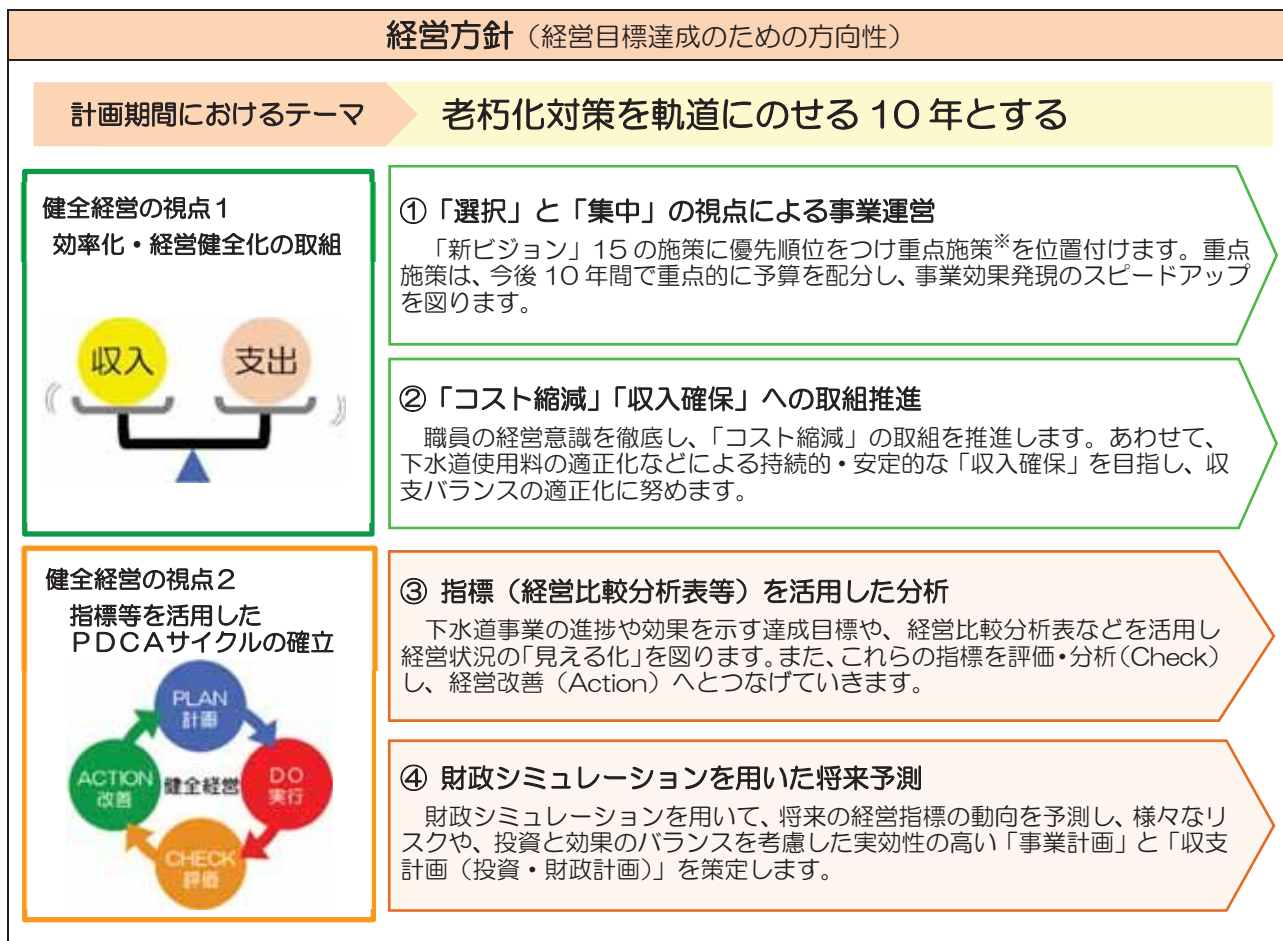 経営方針（経営目標達成のための方向性）
計画期間におけるテーマ
老朽化対策を軌道にのせる 10 年とする
健全経営の視点１
効率化・経営健全化の取組
収入
支出
①「選択」と「集中」の視点による事業運営
「新ビジョン」15 の施策に優先順位をつけ重点施策※を位置付けます。重点
施策は、今後 10 年間で重点的に予算を配分し、事業効果発現のスピードアップ
を図ります。
②「コスト縮減」「収入確保」への取組推進
職員の経営意識を徹底し、「コスト縮減」の取組を推進します。あわせて、
下水道使用料の適正化などによる持続的・安定的な「収入確保」を目指し、収
支バランスの適正化に努めます。
健全経営の視点２
指標等を活用した
ＰＤＣＡサイクルの確立
PLAN
計画
DO
実行
CHECK
評価
ACTION
改善
健全経営
③ 指標（経営比較分析表等）を活用した分析
下水道事業の進捗や効果を示す達成目標や、経営比較分析表などを活用し
経営状況の「見える化」を図ります。また、これらの指標を評価・分析（Check）
し、経営改善（Action）へとつなげていきます。
④ 財政シミュレーションを用いた将来予測
財政シミュレーションを用いて、将来の経営指標の動向を予測し、様々なリ
スクや、投資と効果のバランスを考慮した実効性の高い「事業計画」と「収支
計画（投資・財政計画）」を策定します。